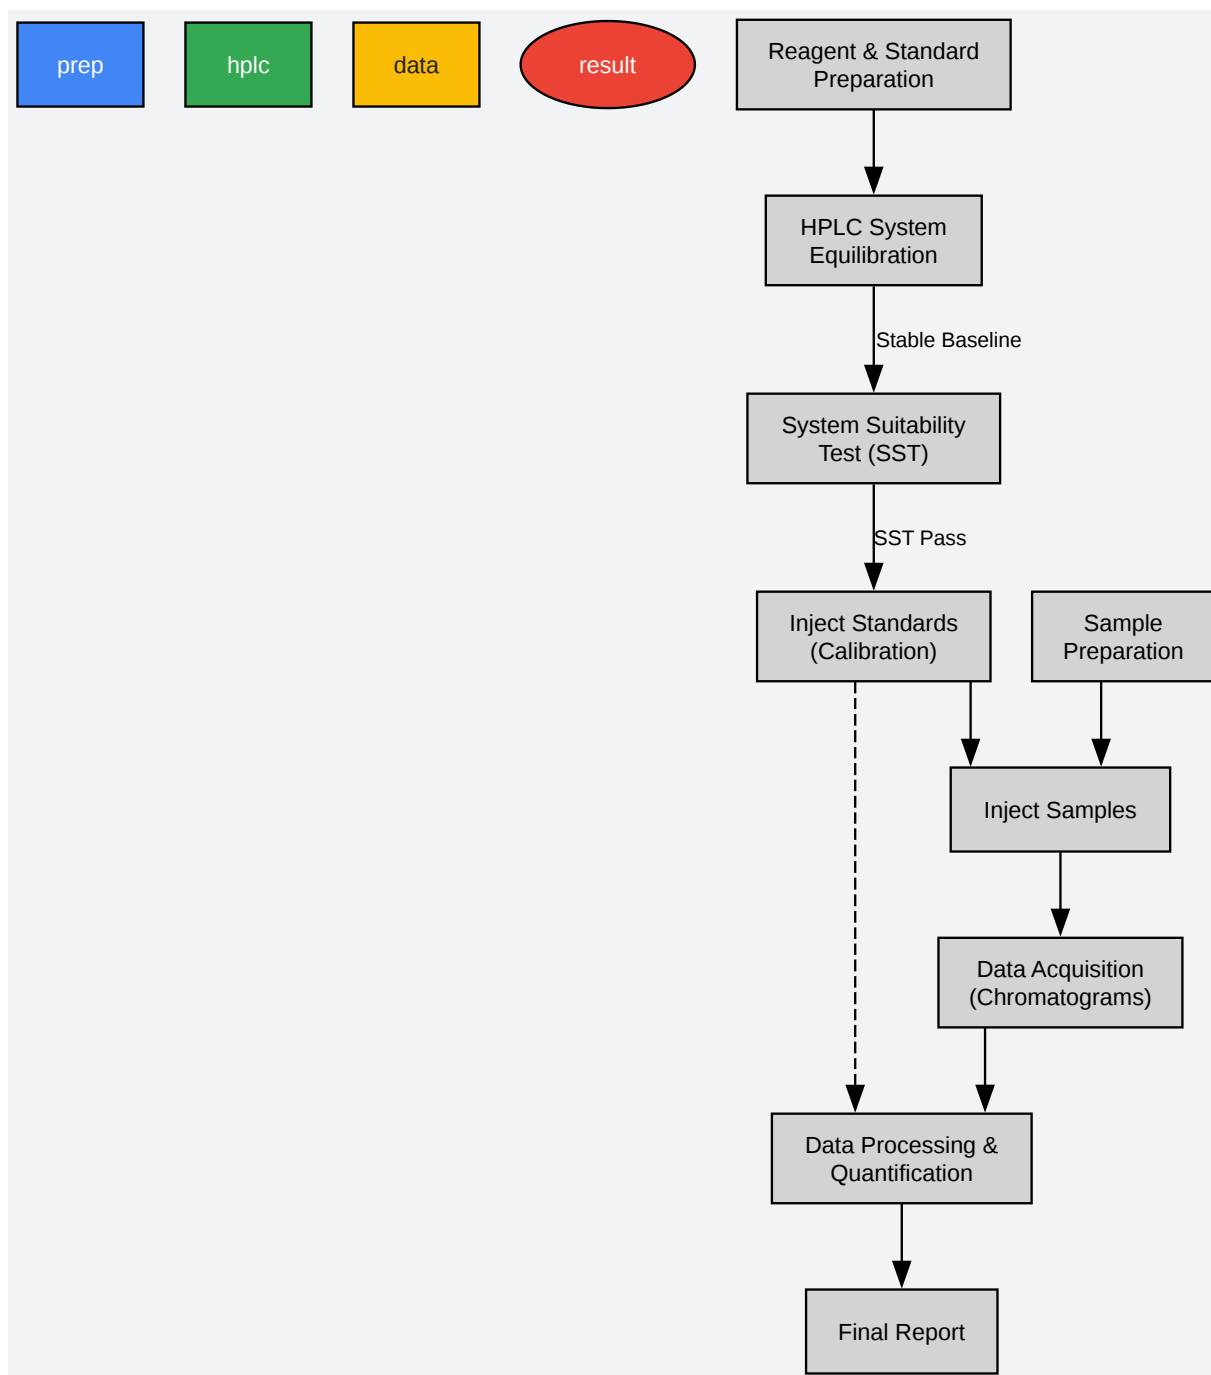 prep
hplc
data
result
Reagent & Standard
Preparation
HPLC System
Equilibration
Stable Baseline
System Suitability
Test (SST)
SST Pass
Inject Standards
(Calibration)
Sample
Preparation
Inject Samples
Data Acquisition
(Chromatograms)
Data Processing &
Quantification
Final Report